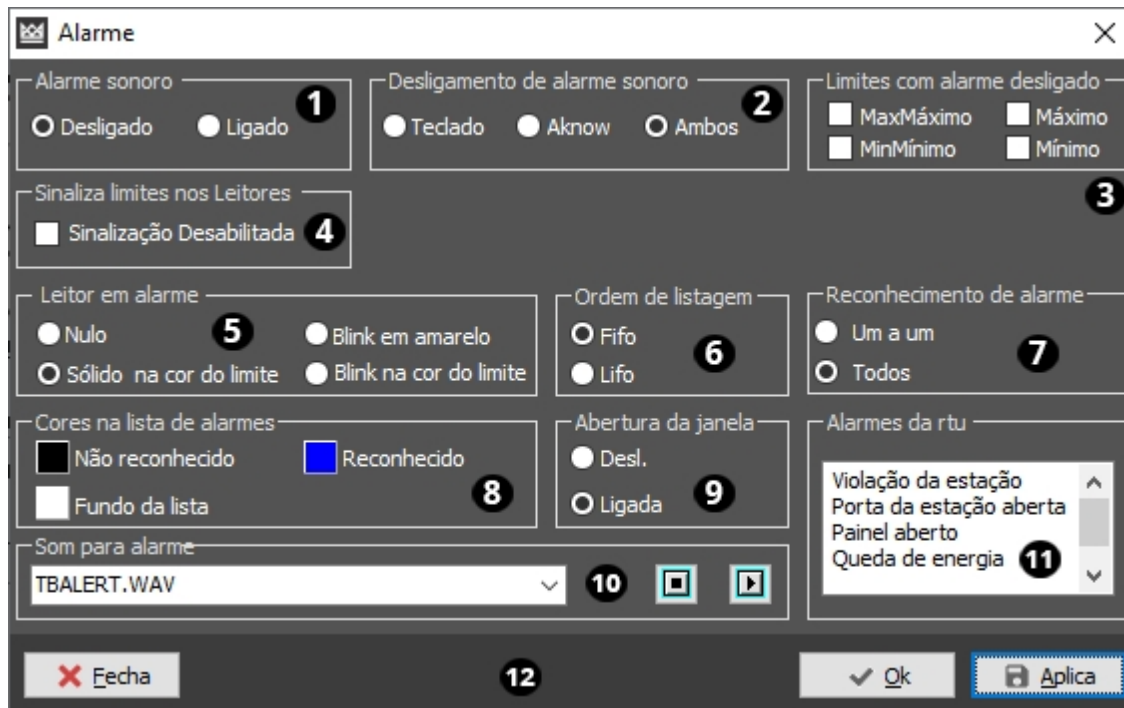 Alarme
Alarme sonoro
1
Desligado Ligado
Desligamento de alarme sonoro
2
Teclado Aknow Ambos
Limites com alarme desligado
MaxMáximo Máximo
MinMínimo Mínimo
3
Sinaliza limites nos Leitores
Sinalização Desabilitada 4
Leitor em alarme
Nulo 5 Blink em amarelo
Sólido na cor do limite Blink na cor do limite
Ordem de listagem
Fifo
6
Lifo
Reconhecimento de alarme
Um a um
7
Todos
Cores na lista de alarmes
Não reconhecido Reconhecido
8
Fundo da lista
Abertura da janela
Desl.
9
Ligada
Alarmes da rtu
Violação da estação
Porta da estação aberta
Painel aberto
Queda de energia 11
Som para alarme
TBALERT.WAV 10
Fecha 12 Ok Aplica